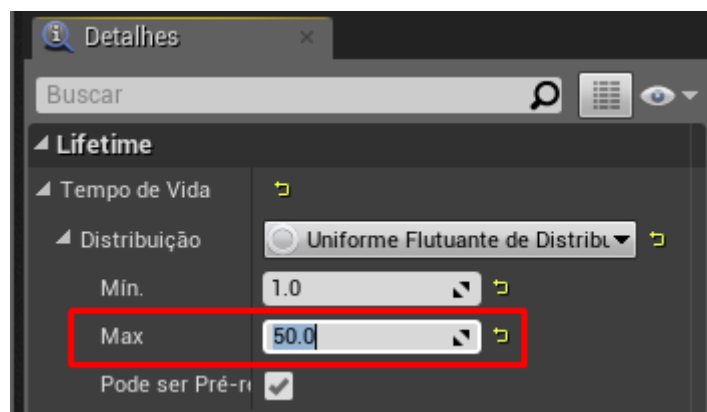 Detalhes
Buscar
Lifetime
Tempo de Vida
Distribuição Uniforme Flutuante de Distribu
Mín. 1.0
Max 50.0
Pode ser Pré-r